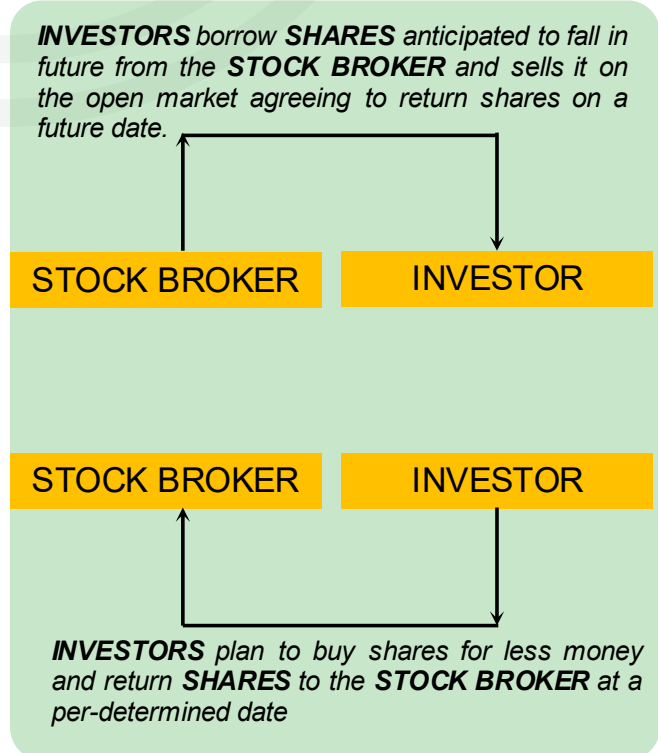 INVESTORS borrow SHARES anticipated to fall in
future from the STOCK BROKER and sells it on
the open market agreeing to return shares on a
future date.
STOCK BROKER
INVESTOR
STOCK BROKER
INVESTOR
INVESTORS plan to buy shares for less money
and return SHARES to the STOCK BROKER at a
per-determined date